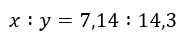 x : y = 7,14 : 14,3